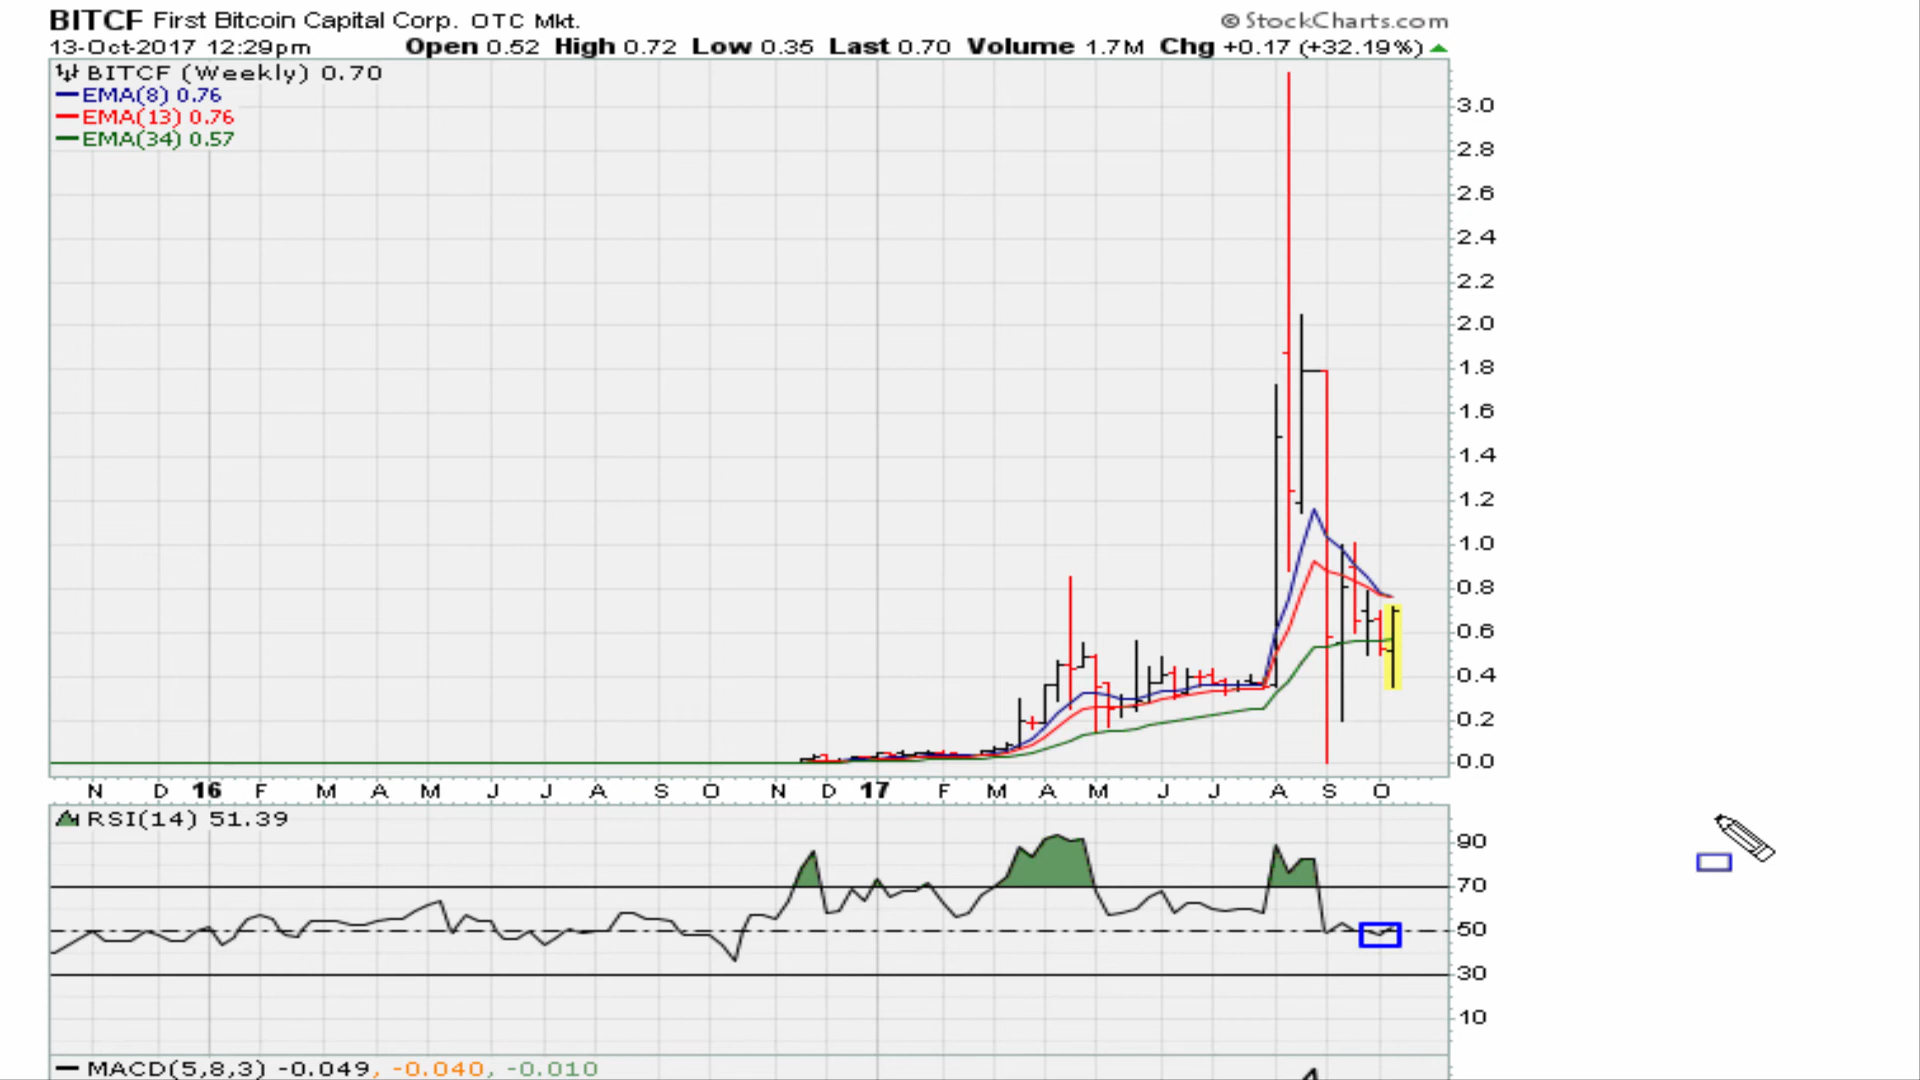 BITCF First Bitcoin Capital Corp. OTC Mkt. © StockCharts.com
13-Oct-2017 12:29pm Open 0.52 High 0.72 Low 0.35 Last 0.70 Volume 1.7M Chg +0.17 (+32.19%)
BITCF (Weekly) 0.70
EMA(8) 0.76
EMA(13) 0.76
EMA(34) 0.57
3.0
2.8
2.6
2.4
2.2
2.0
1.8
1.6
1.4
1.2
1.0
0.8
0.6
0.4
0.2
0.0
N D 16 F M A M J J A S O N D 17 F M A M J J A S O
RSI(14) 51.39
90
70
50
30
10
MACD(5,8,3) -0.049, -0.040, -0.010